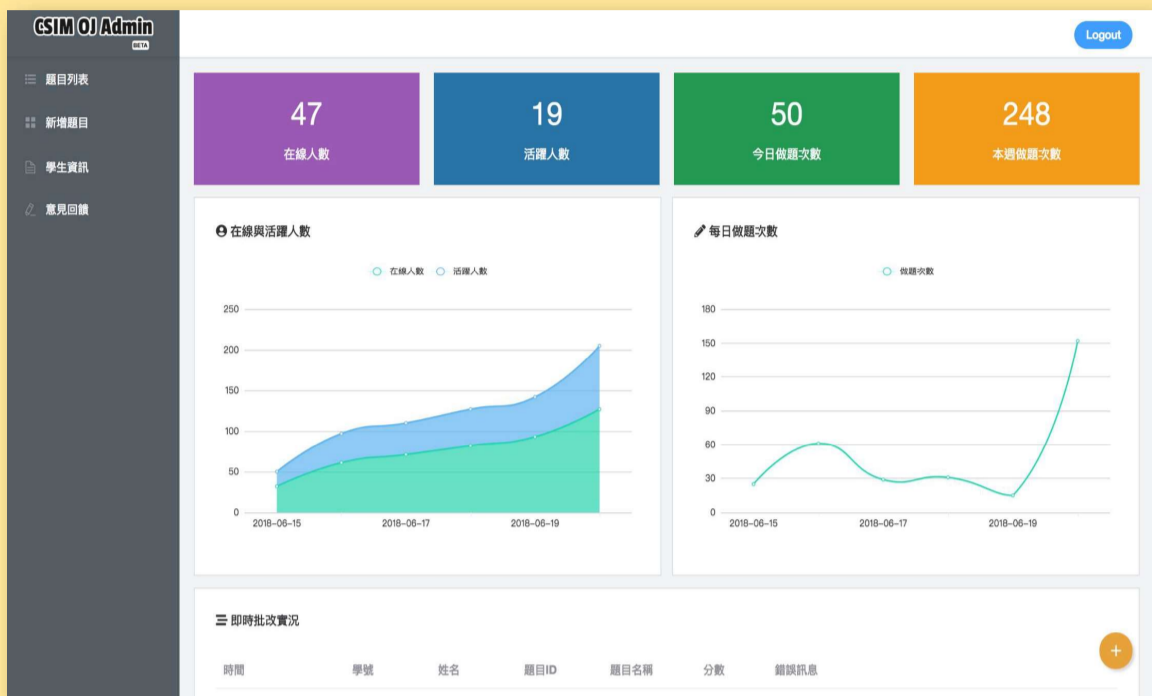 CSIM OJ Admin
BETA
Logout
題目列表
新增題目
學生資訊
意見回饋
47
在線人數
19
活躍人數
50
今日做題次數
248
本週做題次數
在線與活躍人數
在線人數 活躍人數
250
200
150
100
50
0
2018-06-15 2018-06-17 2018-06-19
每日做題次數
做題次數
180
150
120
90
60
30
0
2018-06-15 2018-06-17 2018-06-19
即時批改實況
時間 學號 姓名 題目ID 題目名稱 分數 錯誤訊息
+